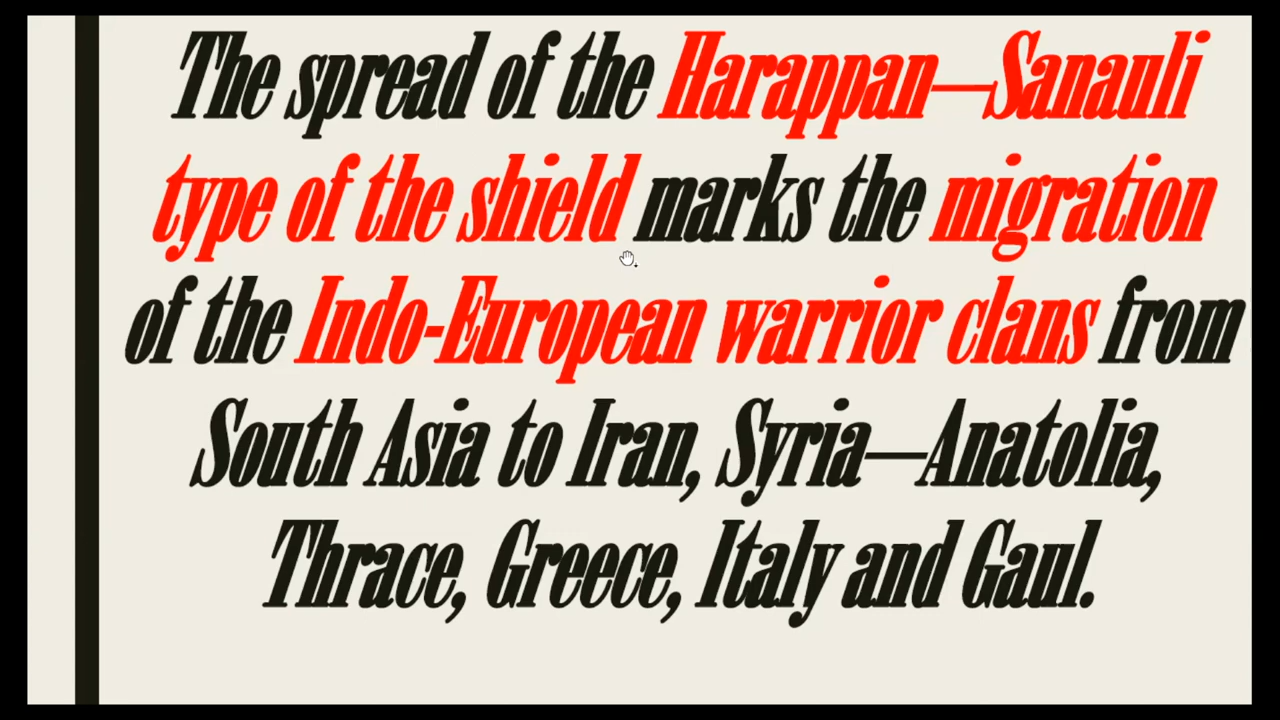 The spread of the Harappan—Sanauli
type of the shield marks the migration
of the Indo-European warrior clans from
South Asia to Iran, Syria—Anatolia,
Thrace, Greece, Italy and Gaul.